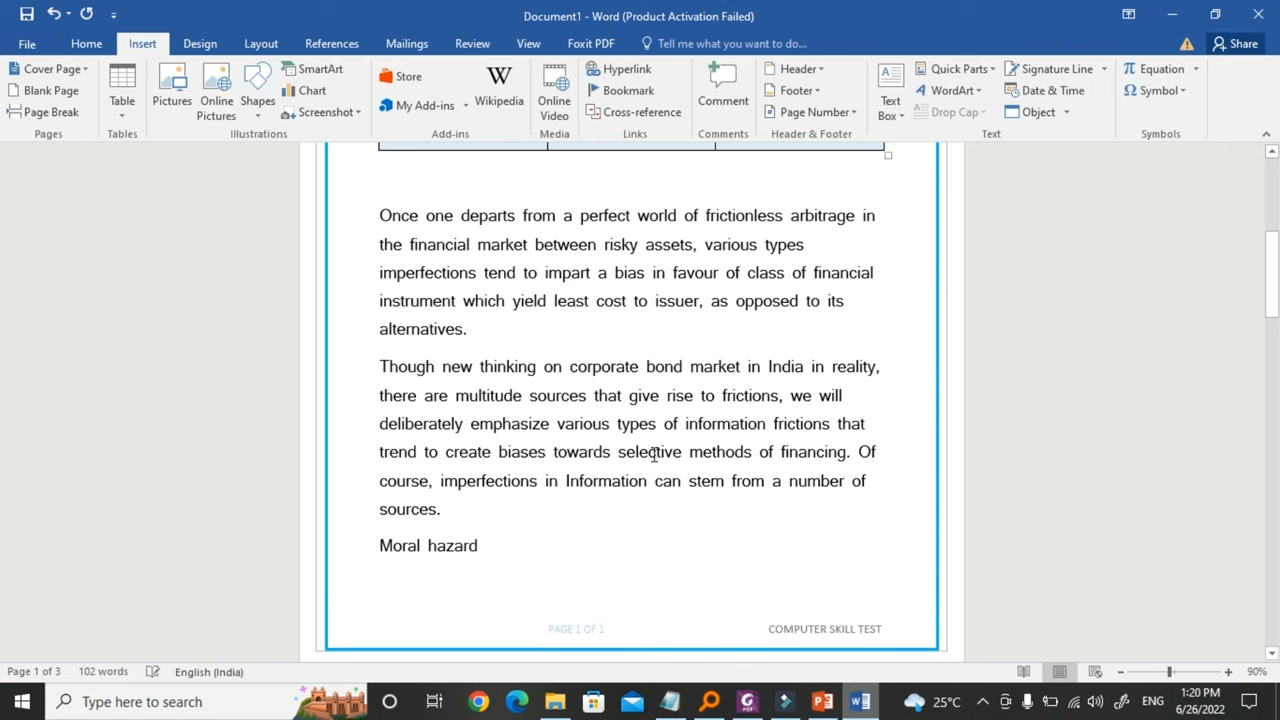 Document1 - Word (Product Activation Failed)
File Home Insert Design Layout References Mailings Review View Foxit PDF Tell me what you want to do... Share
Cover Page
Blank Page
Page Break
Pages
Table
Tables
Pictures
Online Pictures
Shapes
SmartArt
Chart
Screenshot
Illustrations
Store
My Add-ins
W
Wikipedia
Add-ins
Online Video
Media
Hyperlink
Bookmark
Cross-reference
Links
Comment
Comments
Header
Footer
Page Number
Header & Footer
A
Text Box
Quick Parts
WordArt
Drop Cap
Signature Line
Date & Time
Object
Text
Equation
Symbol
Symbols
Once one departs from a perfect world of frictionless arbitrage in
the financial market between risky assets, various types
imperfections tend to impart a bias in favour of class of financial
instrument which yield least cost to issuer, as opposed to its
alternatives.
Though new thinking on corporate bond market in India in reality,
there are multitude sources that give rise to frictions, we will
deliberately emphasize various types of information frictions that
trend to create biases towards selective methods of financing. Of
course, imperfections in Information can stem from a number of
sources.
Moral hazard
PAGE 1 OF 1 COMPUTER SKILL TEST
Page 1 of 3 102 words English (India) 90%
Type here to search 25°C ENG 1:20 PM
6/26/2022